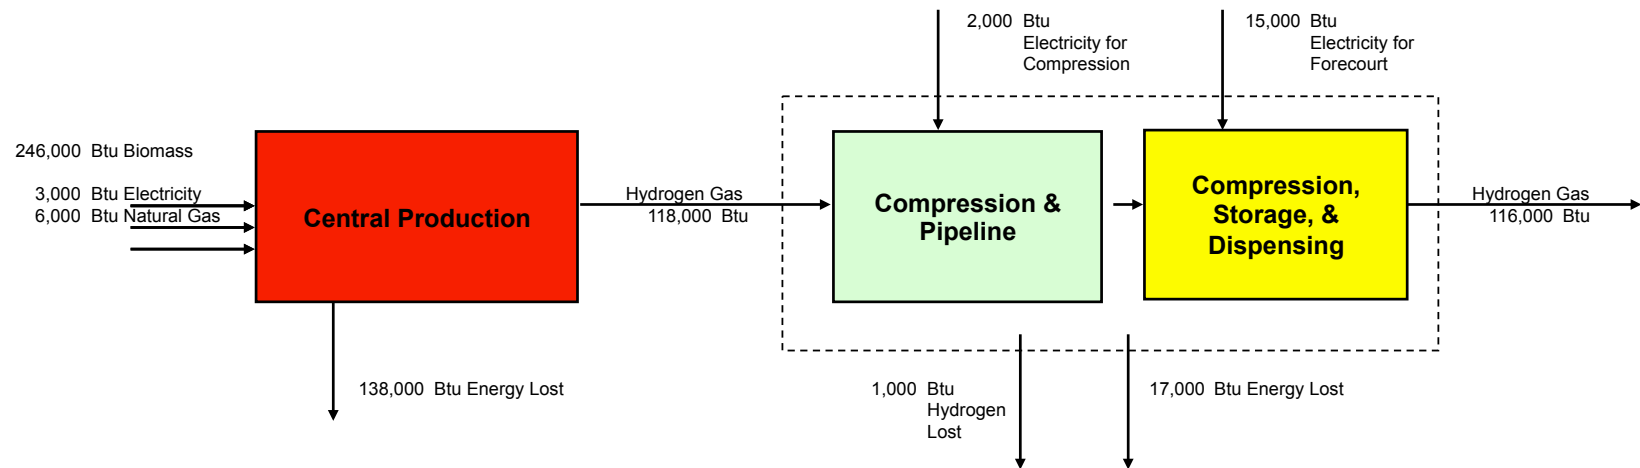 2,000 Btu
Electricity for
Compression
15,000 Btu
Electricity for
Forecourt
246,000 Btu Biomass
3,000 Btu Electricity
6,000 Btu Natural Gas
Central Production
Hydrogen Gas
118,000 Btu
Compression &
Pipeline
Compression,
Storage, &
Dispensing
Hydrogen Gas
116,000 Btu
138,000 Btu Energy Lost
1,000 Btu
Hydrogen
Lost
17,000 Btu Energy Lost